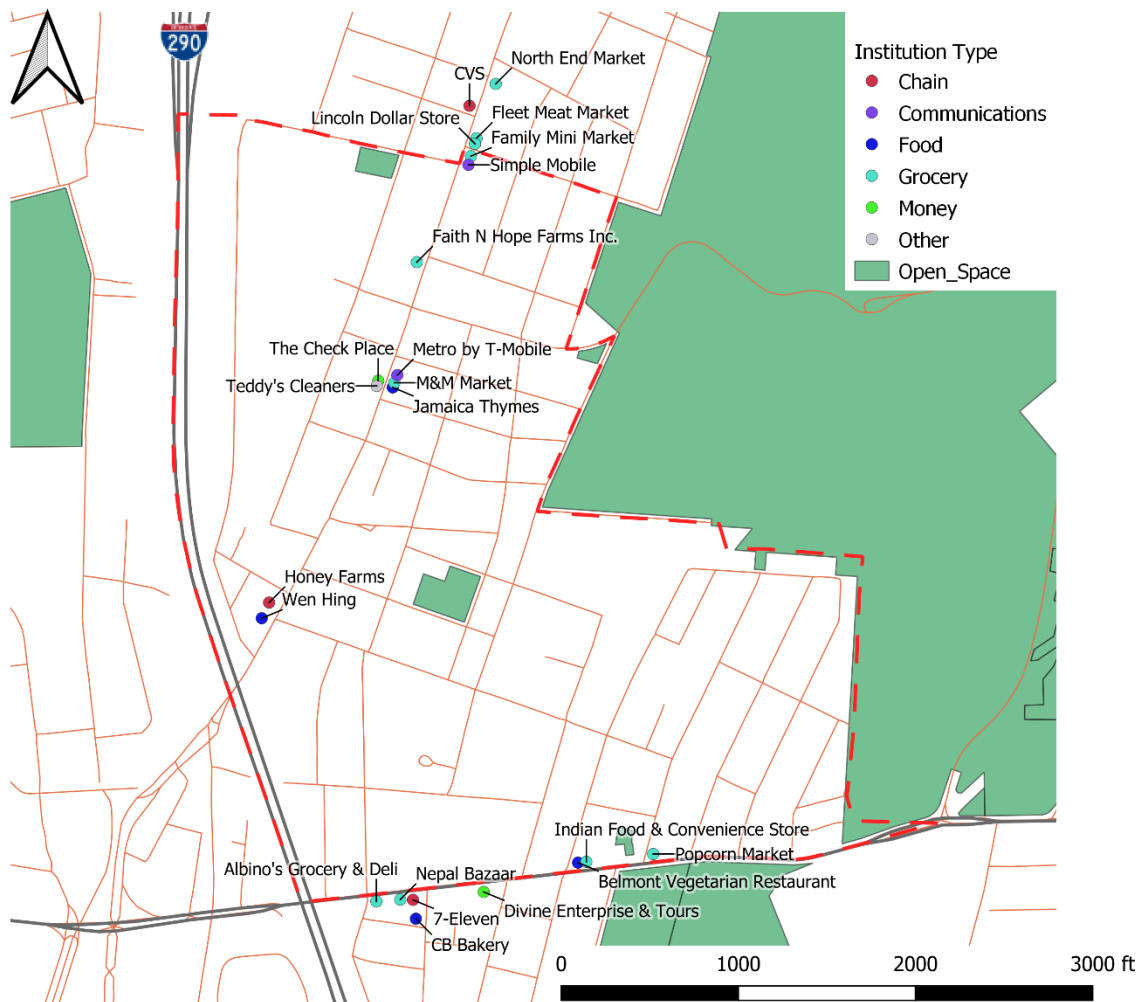 INTERSTATE
290
North End Market
CVS
Fleet Meat Market
Lincoln Dollar Store
Family Mini Market
Simple Mobile
Faith N Hope Farms Inc.
The Check Place
Metro by T-Mobile
Teddy's Cleaners
M&M Market
Jamaica Thymes
Honey Farms
Wen Hing
Indian Food & Convenience Store
Popcorn Market
Albino's Grocery & Deli
Nepal Bazaar
Belmont Vegetarian Restaurant
7-Eleven
Divine Enterprise & Tours
CB Bakery
Institution Type
Chain
Communications
Food
Grocery
Money
Other
Open_Space
0 1000 2000 3000 ft